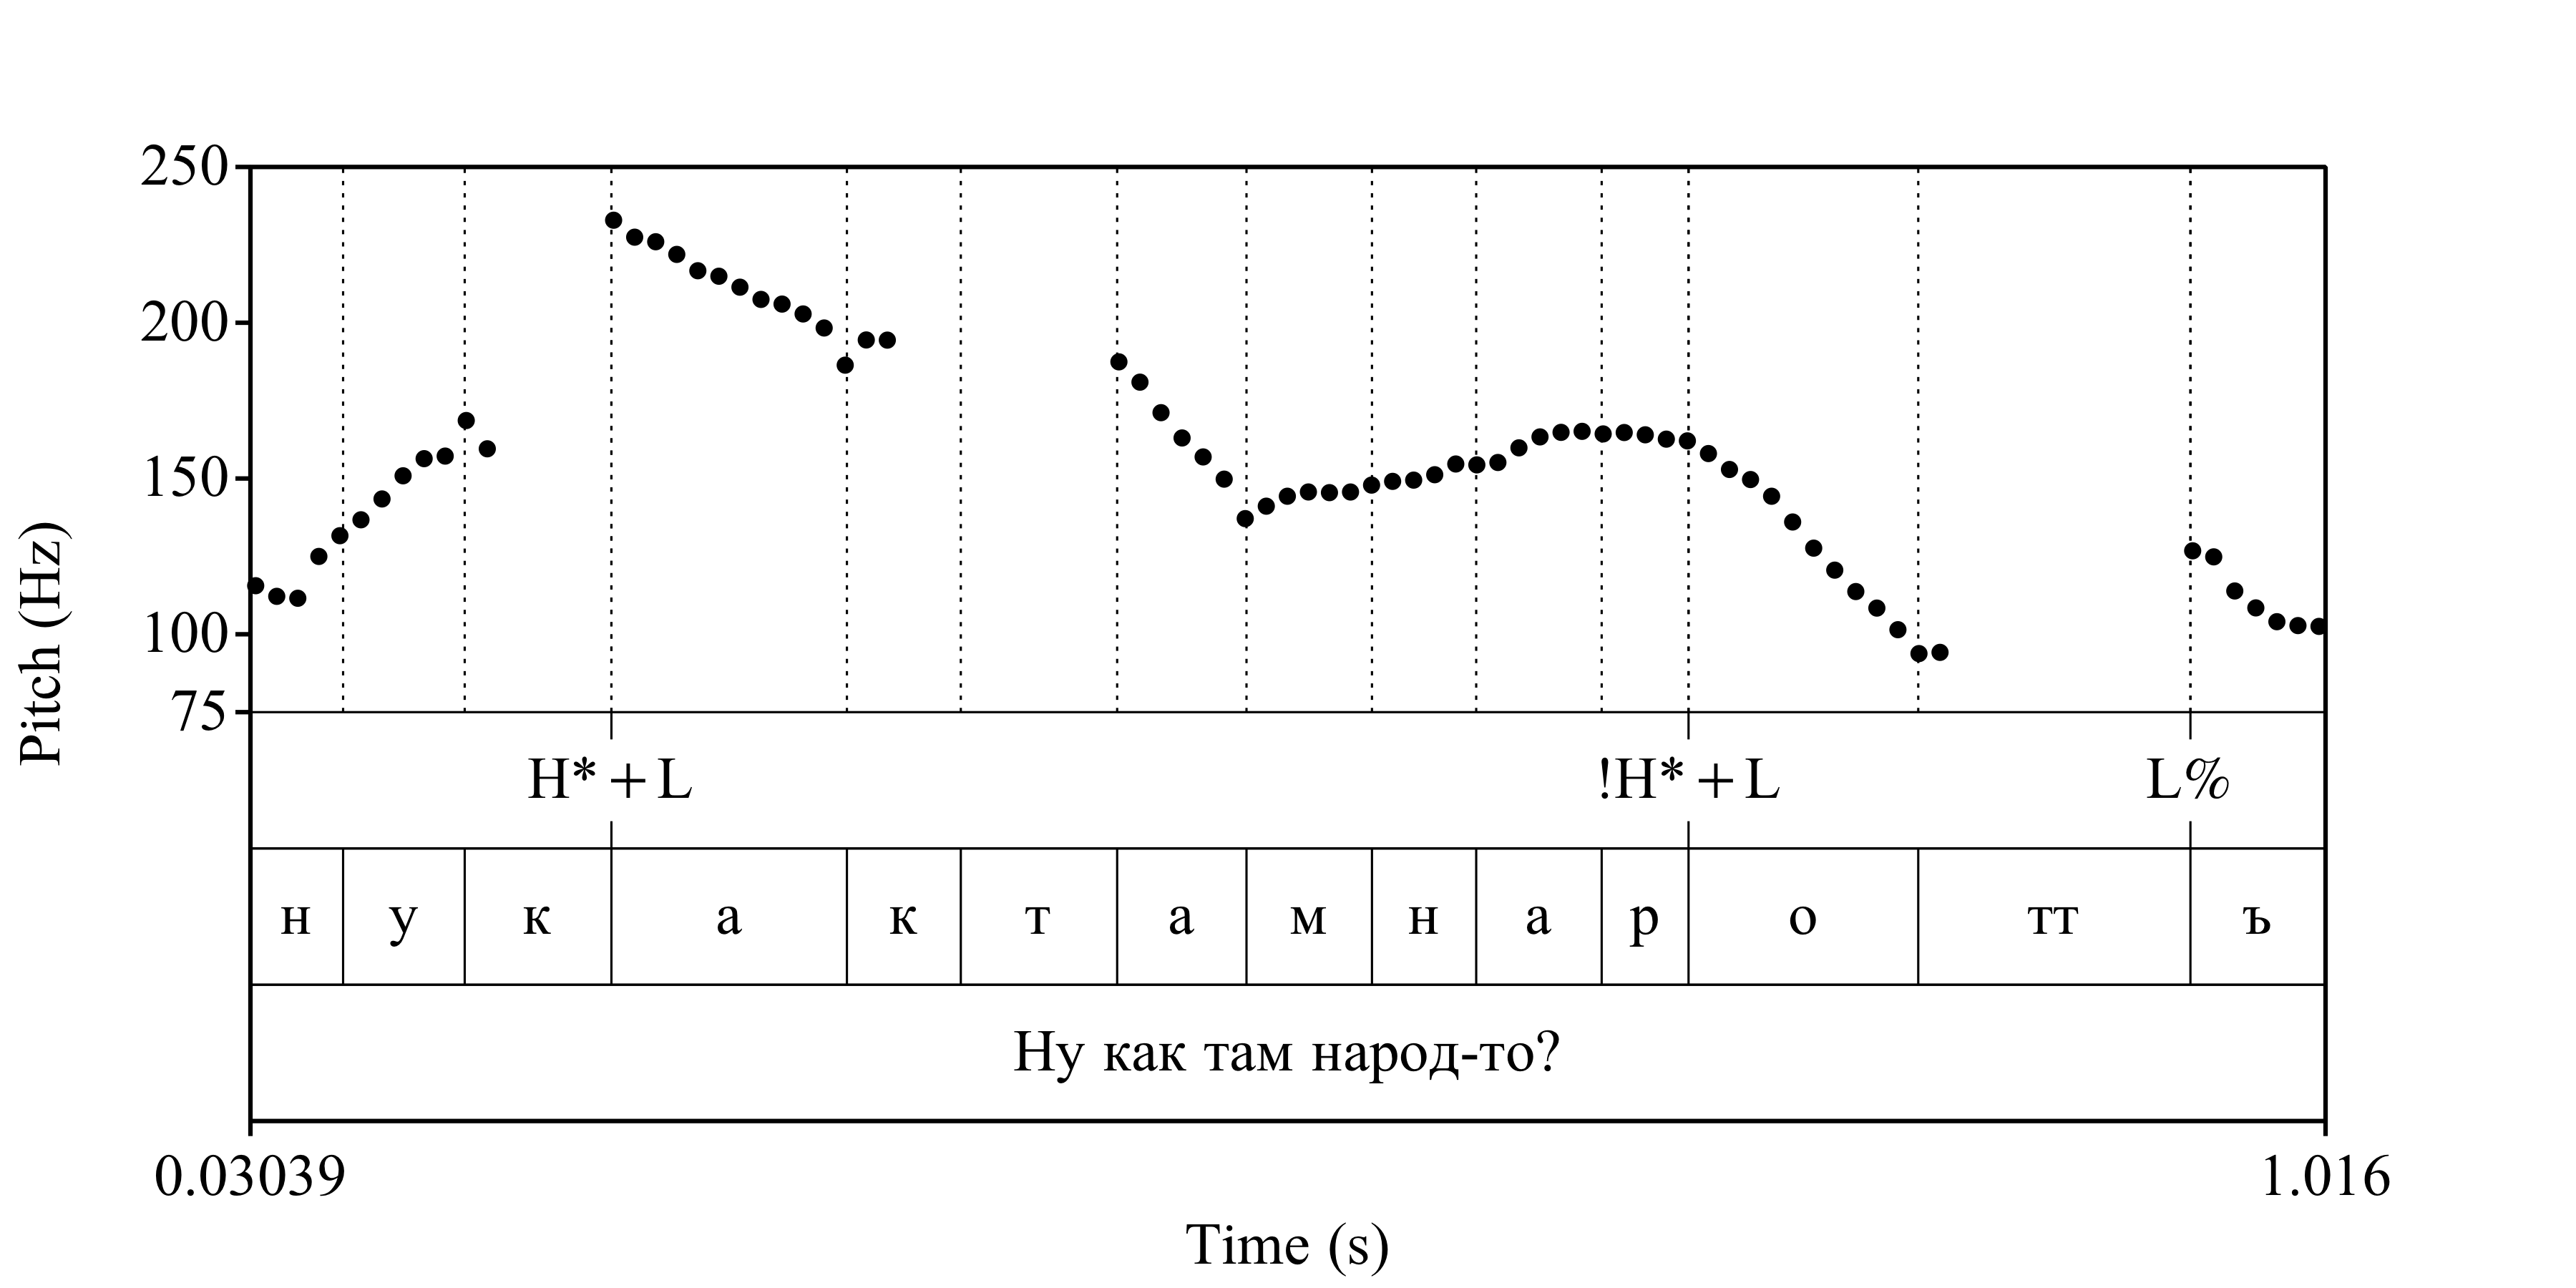 250
200
150
100
75
Pitch (Hz)
H* + L !H* + L L%
н у к а к т а м н а р о тт ъ
Ну как там народ-то?
0.03039 1.016
Time (s)